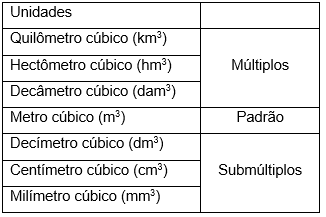 Unidades
Quilômetro cúbico (km³)
Hectômetro cúbico (hm³)
Múltiplos
Decâmetro cúbico (dam³)
Metro cúbico (m³)
Padrão
Decímetro cúbico (dm³)
Centímetro cúbico (cm³)
Submúltiplos
Milímetro cúbico (mm³)